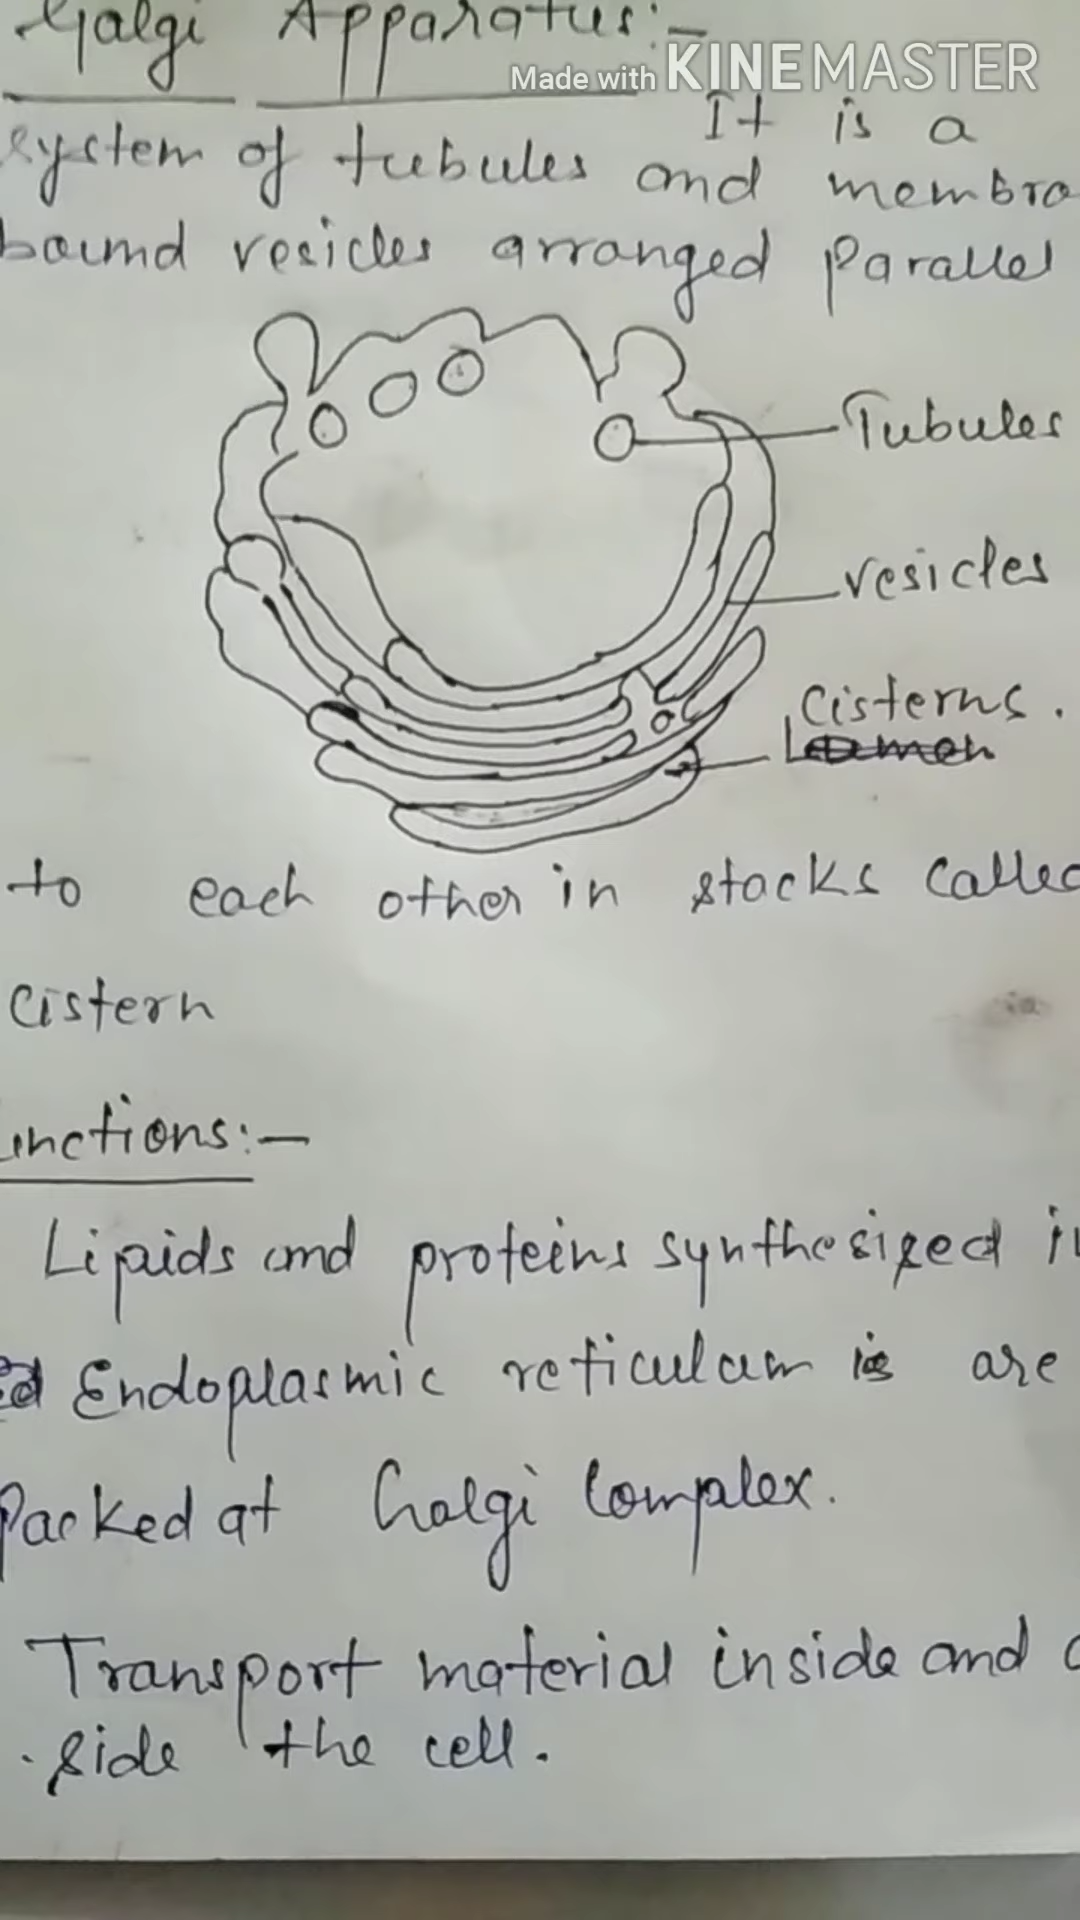 Golgi Apparatus:-
Made with KINEMASTER
It is a
system of tubules and membra
bound vesicles arranged parallel
Tubules
vesicles
cisterns.
Lumen
to each other in stacks called
cistern
unctions:-
Lipids and proteins synthesized in
Endoplasmic reticulum is are
Packed at Golgi Complex.
Transport material inside and o
side the cell.